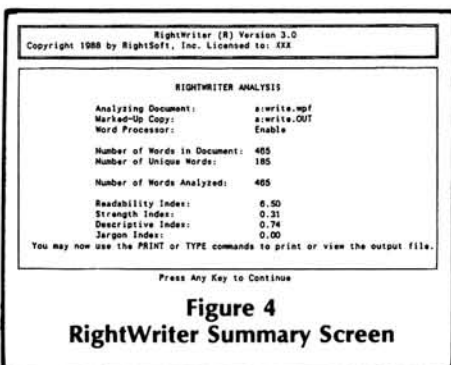 RightWriter (R) Version 3.0
Copyright 1988 by RightSoft, Inc. Licensed to: XXX
RIGHTWRITER ANALYSIS
Analyzing Document: a:write.wpf
Marked-Up Copy: a:write.OUT
Word Processor: Enable
Number of Words in Document: 465
Number of Unique Words: 185
Number of Words Analyzed: 465
Readability Index: 6.50
Strength Index: 0.31
Descriptive Index: 0.74
Jargon Index: 0.00
You may now use the PRINT or TYPE commands to print or view the output file.
Press Any Key to Continue
Figure 4
RightWriter Summary Screen